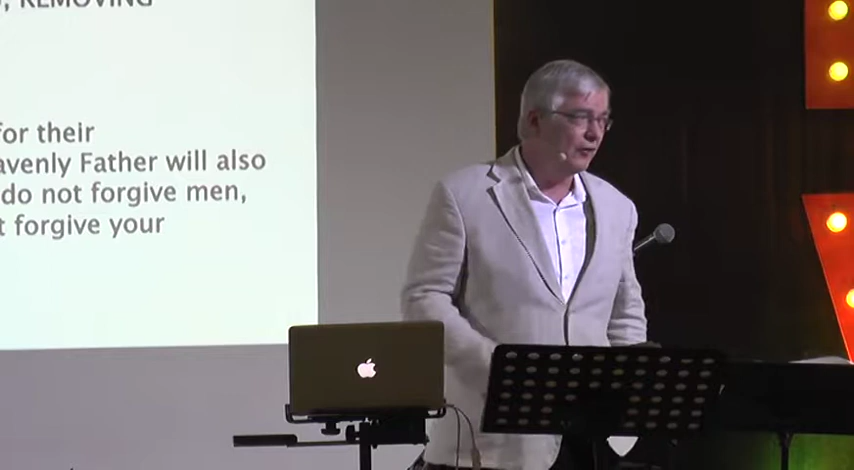 REMOVING
for their
avenly Father will also
do not forgive men,
t forgive your